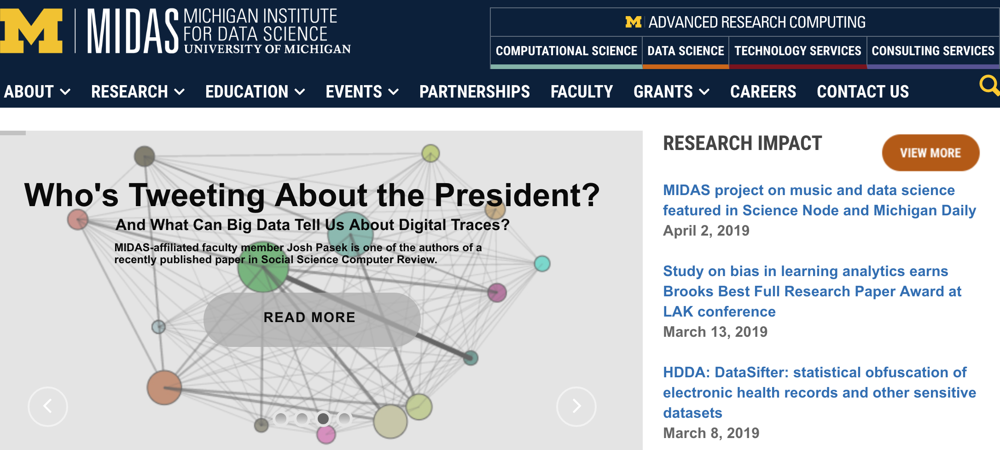 MIDAS
MICHIGAN INSTITUTE
FOR DATA SCIENCE
UNIVERSITY OF MICHIGAN
M ADVANCED RESEARCH COMPUTING
COMPUTATIONAL SCIENCE DATA SCIENCE TECHNOLOGY SERVICES CONSULTING SERVICES
ABOUT RESEARCH EDUCATION EVENTS PARTNERSHIPS FACULTY GRANTS CAREERS CONTACT US
Who's Tweeting About the President?
And What Can Big Data Tell Us About Digital Traces?
MIDAS-affiliated faculty member Josh Pasek is one of the authors of a
recently published paper in Social Science Computer Review.
READ MORE
RESEARCH IMPACT
VIEW MORE
MIDAS project on music and data science
featured in Science Node and Michigan Daily
April 2, 2019
Study on bias in learning analytics earns
Brooks Best Full Research Paper Award at
LAK conference
March 13, 2019
HDDA: DataSifter: statistical obfuscation of
electronic health records and other sensitive
datasets
March 8, 2019